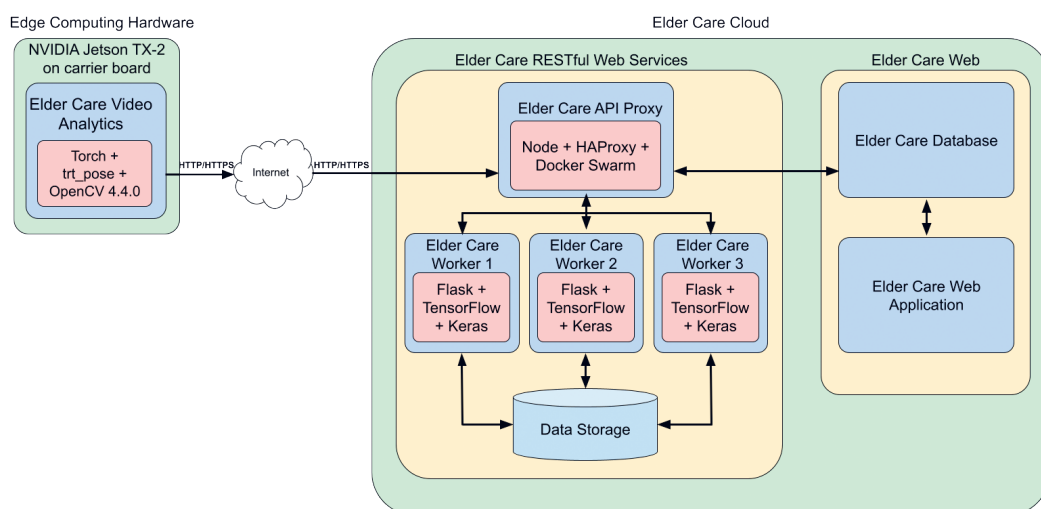 Edge Computing Hardware
Elder Care Cloud
NVIDIA Jetson TX-2
on carrier board
Elder Care Video
Analytics
Torch +
trt_pose +
OpenCV 4.4.0
HTTP/HTTPS
Internet
HTTP/HTTPS
Elder Care RESTful Web Services
Elder Care API Proxy
Node + HAProxy +
Docker Swarm
Elder Care
Worker 1
Flask +
TensorFlow
+ Keras
Elder Care
Worker 2
Flask +
TensorFlow
+ Keras
Elder Care
Worker 3
Flask +
TensorFlow
+ Keras
Data Storage
Elder Care Web
Elder Care Database
Elder Care Web
Application